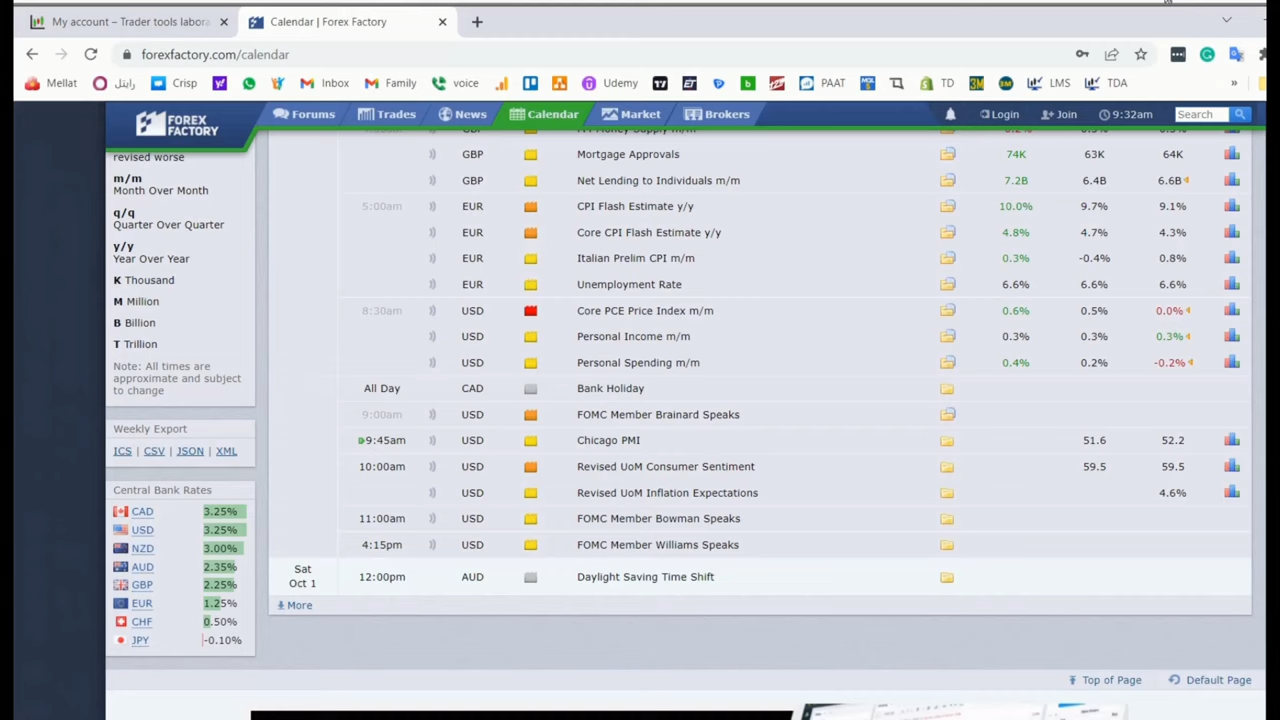 My account – Trader tools labora
Calendar | Forex Factory
forexfactory.com/calendar
Mellat
رایتل
Crisp
Inbox
Family
voice
Udemy
PAAT
TD
LMS
TDA
»
FOREX FACTORY
Forums
Trades
News
Calendar
Market
Brokers
Login
Join
9:32am
Search
revised worse
m/m
Month Over Month
q/q
Quarter Over Quarter
y/y
Year Over Year
K Thousand
M Million
B Billion
T Trillion
Note: All times are
approximate and subject
to change
Weekly Export
ICS | CSV | JSON | XML
Central Bank Rates
CAD 3.25%
USD 3.25%
NZD 3.00%
AUD 2.35%
GBP 2.25%
EUR 1.25%
CHF 0.50%
JPY -0.10%
GBP Mortgage Approvals 74K 63K 64K
GBP Net Lending to Individuals m/m 7.2B 6.4B 6.6B
5:00am EUR CPI Flash Estimate y/y 10.0% 9.7% 9.1%
EUR Core CPI Flash Estimate y/y 4.8% 4.7% 4.3%
EUR Italian Prelim CPI m/m 0.3% -0.4% 0.8%
EUR Unemployment Rate 6.6% 6.6% 6.6%
8:30am USD Core PCE Price Index m/m 0.6% 0.5% 0.0%
USD Personal Income m/m 0.3% 0.3% 0.3%
USD Personal Spending m/m 0.4% 0.2% -0.2%
All Day CAD Bank Holiday
9:00am USD FOMC Member Brainard Speaks
9:45am USD Chicago PMI 51.6 52.2
10:00am USD Revised UoM Consumer Sentiment 59.5 59.5
USD Revised UoM Inflation Expectations 4.6%
11:00am USD FOMC Member Bowman Speaks
4:15pm USD FOMC Member Williams Speaks
Sat
Oct 1 12:00pm AUD Daylight Saving Time Shift
More
Top of Page
Default Page